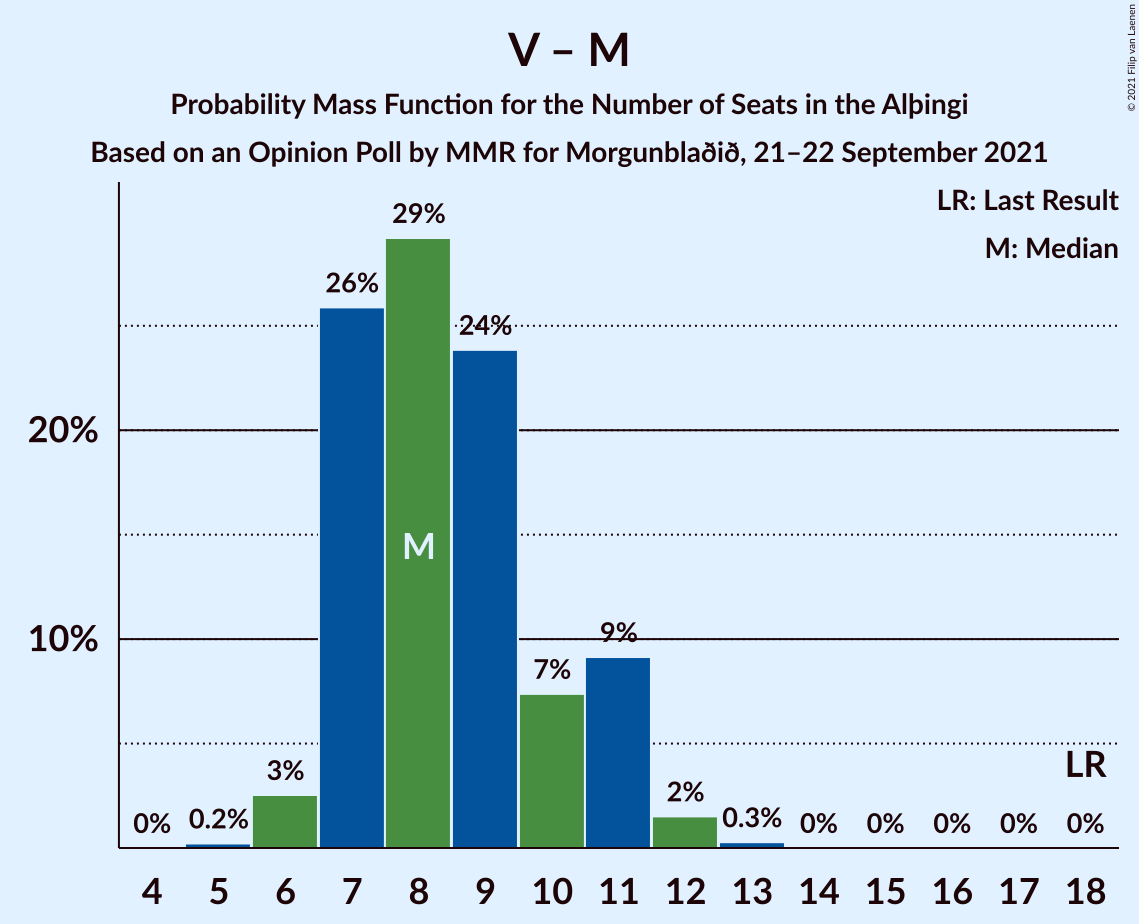 V – M
Probability Mass Function for the Number of Seats in the Alþingi
Based on an Opinion Poll by MMR for Morgunblaðið, 21–22 September 2021
© 2021 Filip van Laenen
LR: Last Result
M: Median
29%
26%
24%
20%
M
10%
9%
7%
LR
3%
2%
0% 0.2% 0.3% 0% 0% 0% 0% 0%
4 5 6 7 8 9 10 11 12 13 14 15 16 17 18